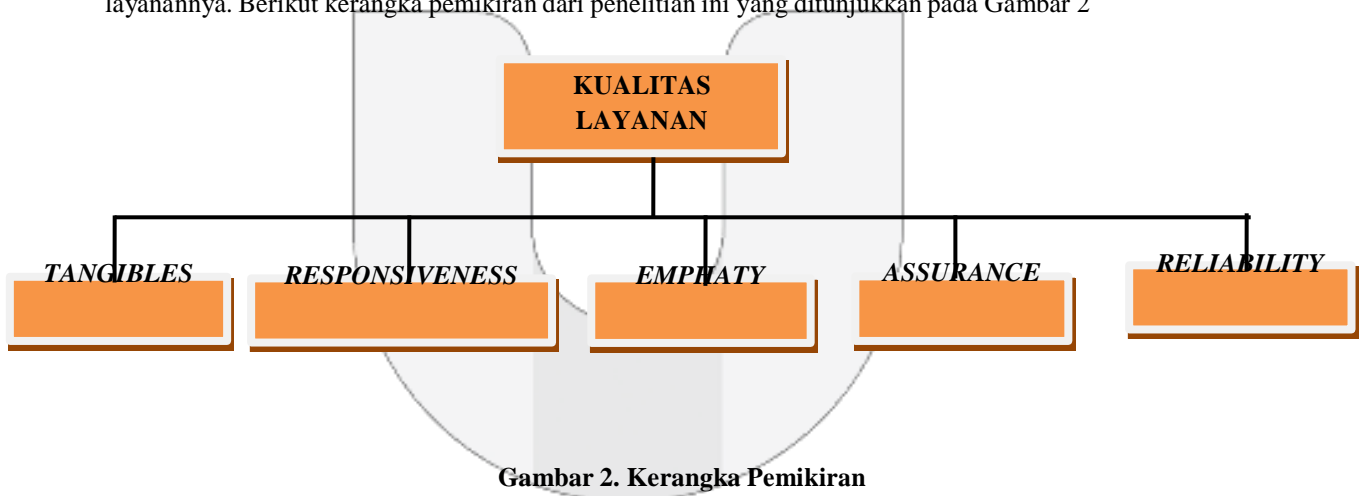 layanannya. Berikut kerangka pemikiran dari penelitian ini yang ditunjukkan pada Gambar 2
KUALITAS
LAYANAN
TANGIBLES
RESPONSIVENESS
EMPHATY
ASSURANCE
RELIABILITY
Gambar 2. Kerangka Pemikiran